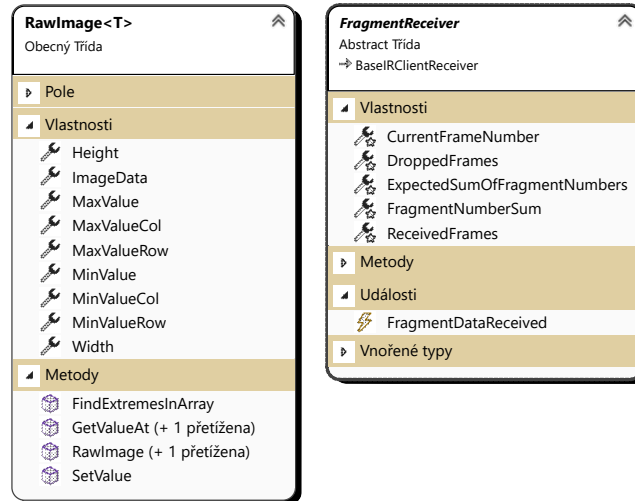 RawImage<T>
Obecný Třída
Pole
Vlastnosti
Height
ImageData
MaxValue
MaxValueCol
MaxValueRow
MinValue
MinValueCol
MinValueRow
Width
Metody
FindExtremesInArray
GetValueAt (+ 1 přetížena)
RawImage (+ 1 přetížena)
SetValue
FragmentReceiver
Abstract Třída
BaseIRClientReceiver
Vlastnosti
CurrentFrameNumber
DroppedFrames
ExpectedSumOfFragmentNumbers
FragmentNumberSum
ReceivedFrames
Metody
Události
FragmentDataReceived
Vnořené typy